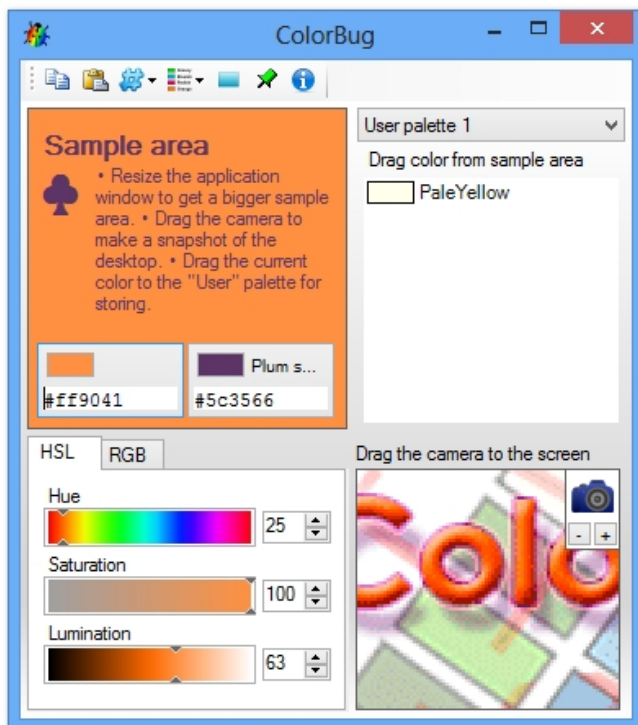 ColorBug
Sample area
• Resize the application
window to get a bigger sample
area. • Drag the camera to
make a snapshot of the
desktop. • Drag the current
color to the "User" palette for
storing.
#ff9041
Plum s...
#5c3566
User palette 1
Drag color from sample area
PaleYellow
HSL
RGB
Hue
25
Saturation
100
Lumination
63
Drag the camera to the screen
- +
Colo